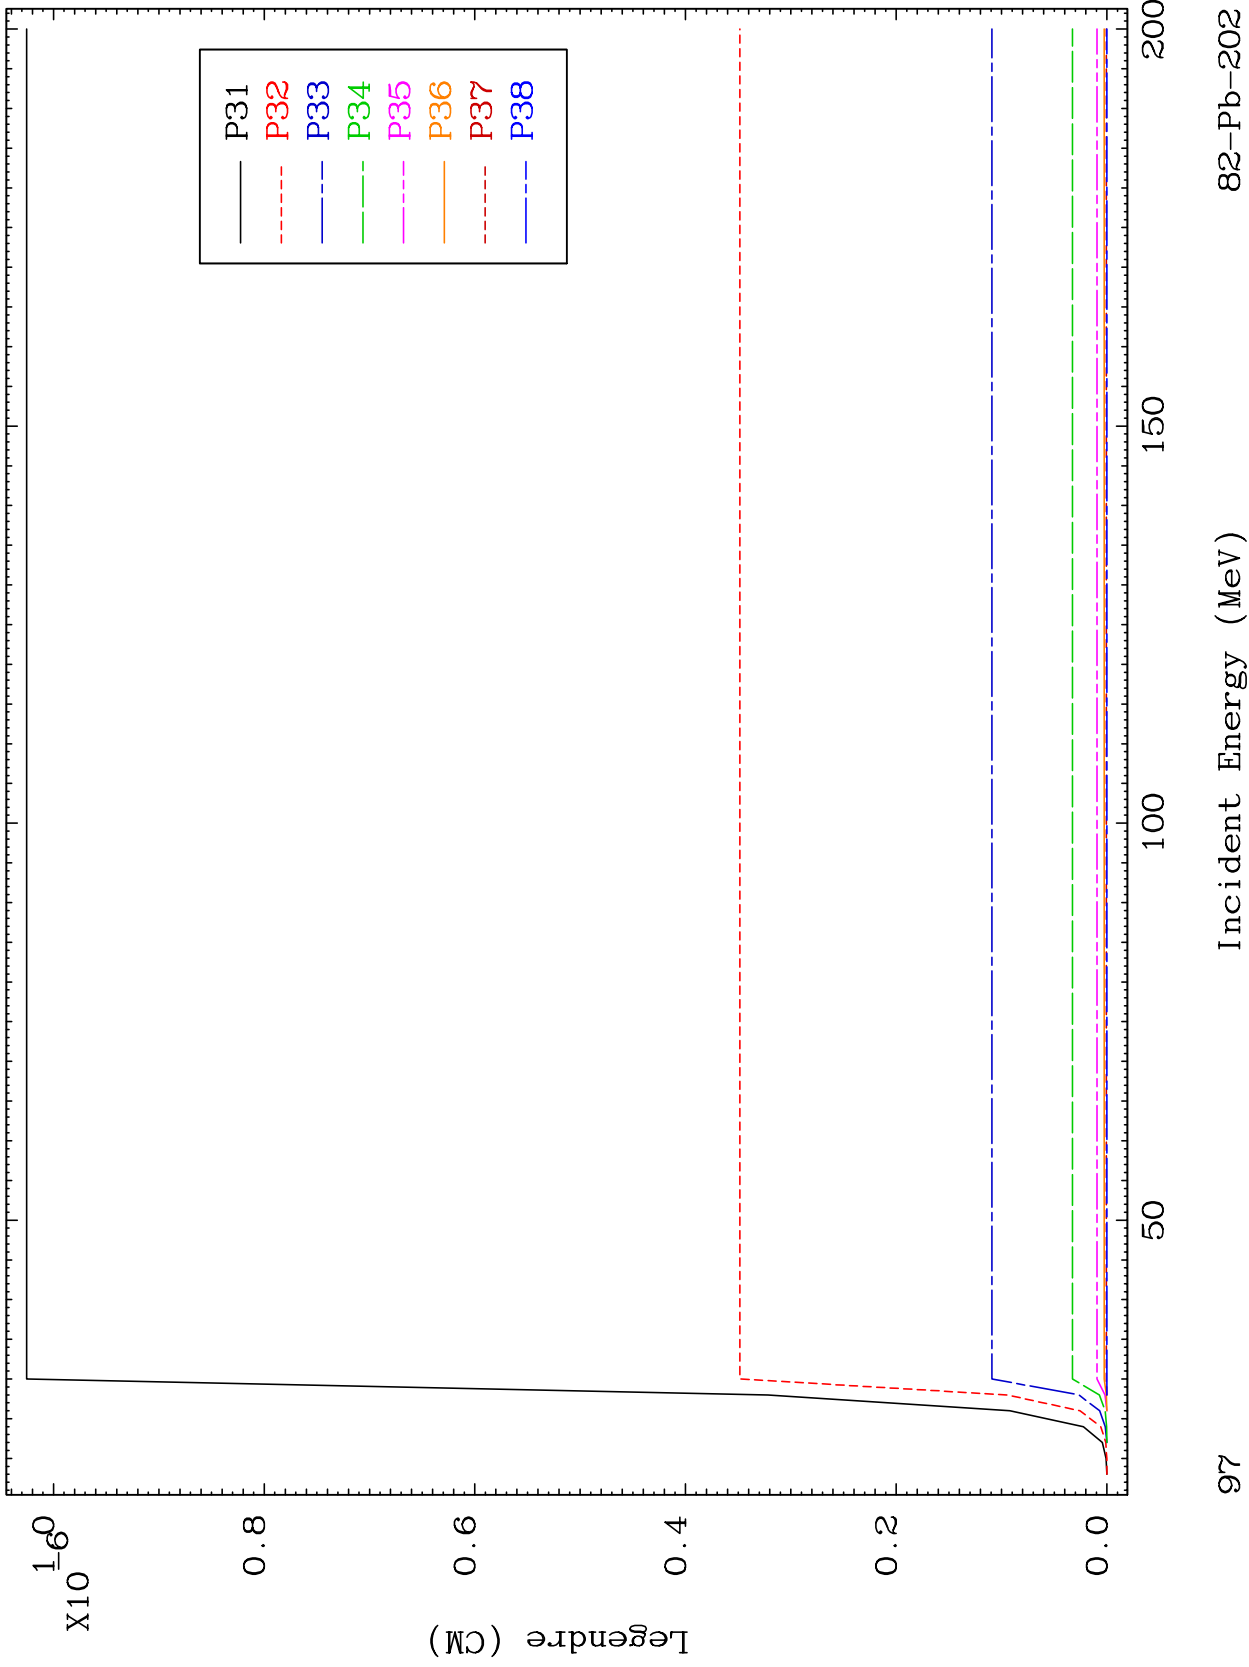 X10
-6
1.0
0.8
0.6
0.4
0.2
0.0
Legendre (CM)
P31
P32
P33
P34
P35
P36
P37
P38
50
100
150
200
Incident Energy (MeV)
97
82-Pb-202